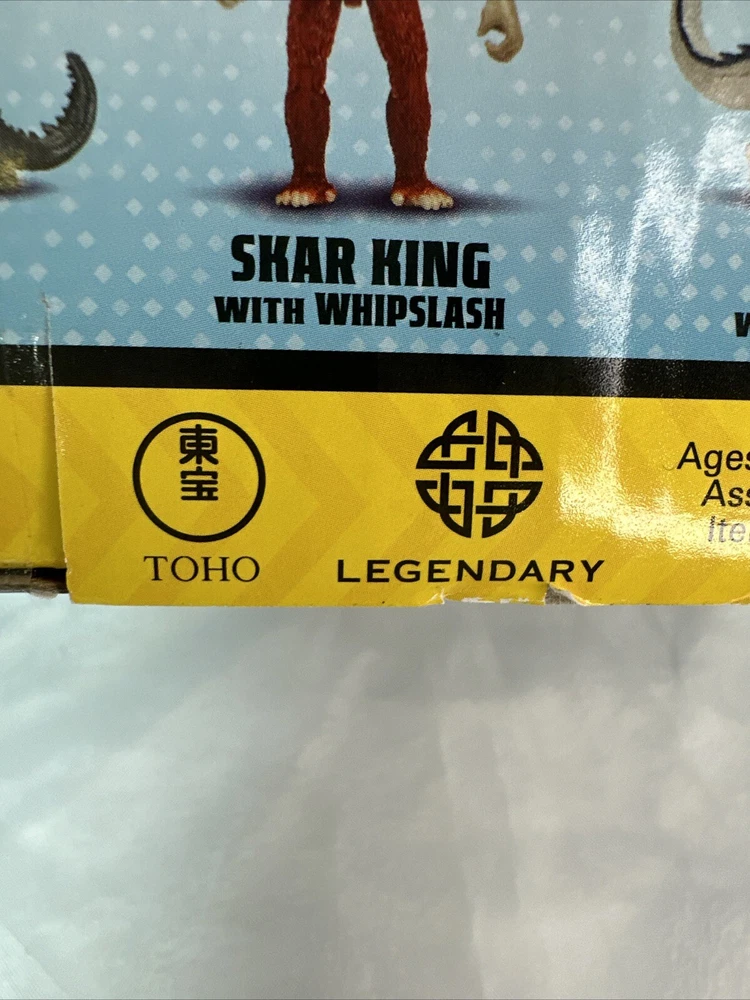 SKAR KING
WITH WHIPSLASH
東
宝
TOHO
LEGENDARY
Ages